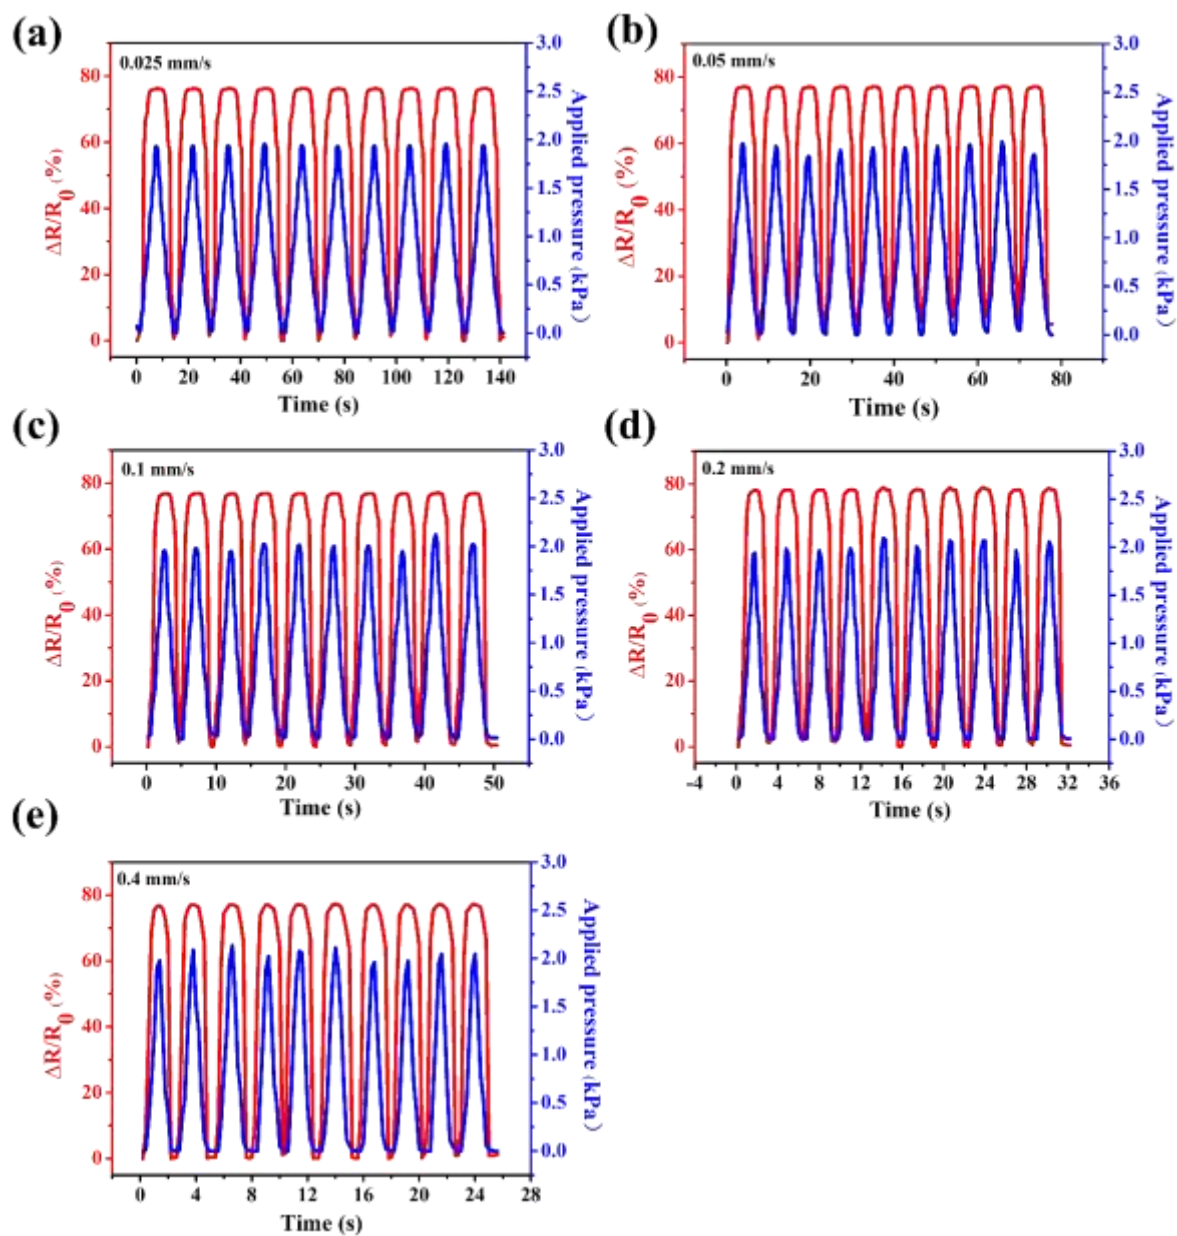 (a)
0.025 mm/s
ΔR/R0 (%)
80
60
40
20
0
3.0
2.5
2.0
1.5
1.0
0.5
0.0
Applied pressure (kPa)
0 20 40 60 80 100 120 140
Time (s)
(b)
0.05 mm/s
ΔR/R0 (%)
80
60
40
20
0
3.0
2.5
2.0
1.5
1.0
0.5
0.0
Applied pressure (kPa)
0 20 40 60 80
Time (s)
(c)
0.1 mm/s
ΔR/R0 (%)
80
60
40
20
0
3.0
2.5
2.0
1.5
1.0
0.5
0.0
Applied pressure (kPa)
0 10 20 30 40 50
Time (s)
(d)
0.2 mm/s
ΔR/R0 (%)
80
60
40
20
0
3.0
2.5
2.0
1.5
1.0
0.5
0.0
Applied pressure (kPa)
-4 0 4 8 12 16 20 24 28 32 36
Time (s)
(e)
0.4 mm/s
ΔR/R0 (%)
80
60
40
20
0
3.0
2.5
2.0
1.5
1.0
0.5
0.0
Applied pressure (kPa)
0 4 8 12 16 20 24 28
Time (s)